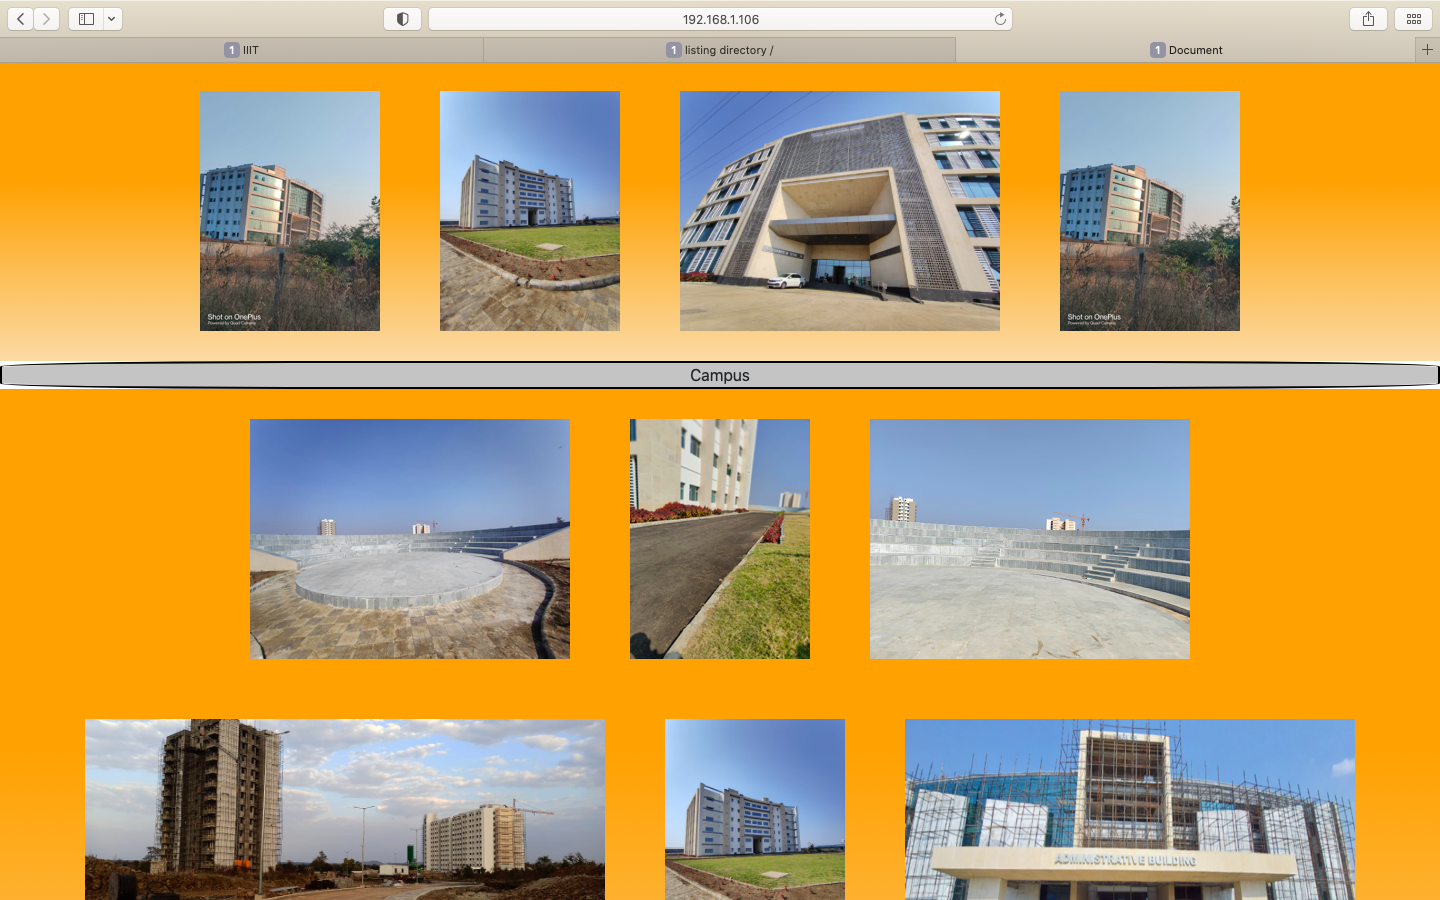 192.168.1.106
1 IIIT
1 listing directory /
1 Document
Shot on OnePlus
Powered by Quad Camera
Shot on OnePlus
Powered by Quad Camera
Campus
ADMINISTRATIVE BUILDING